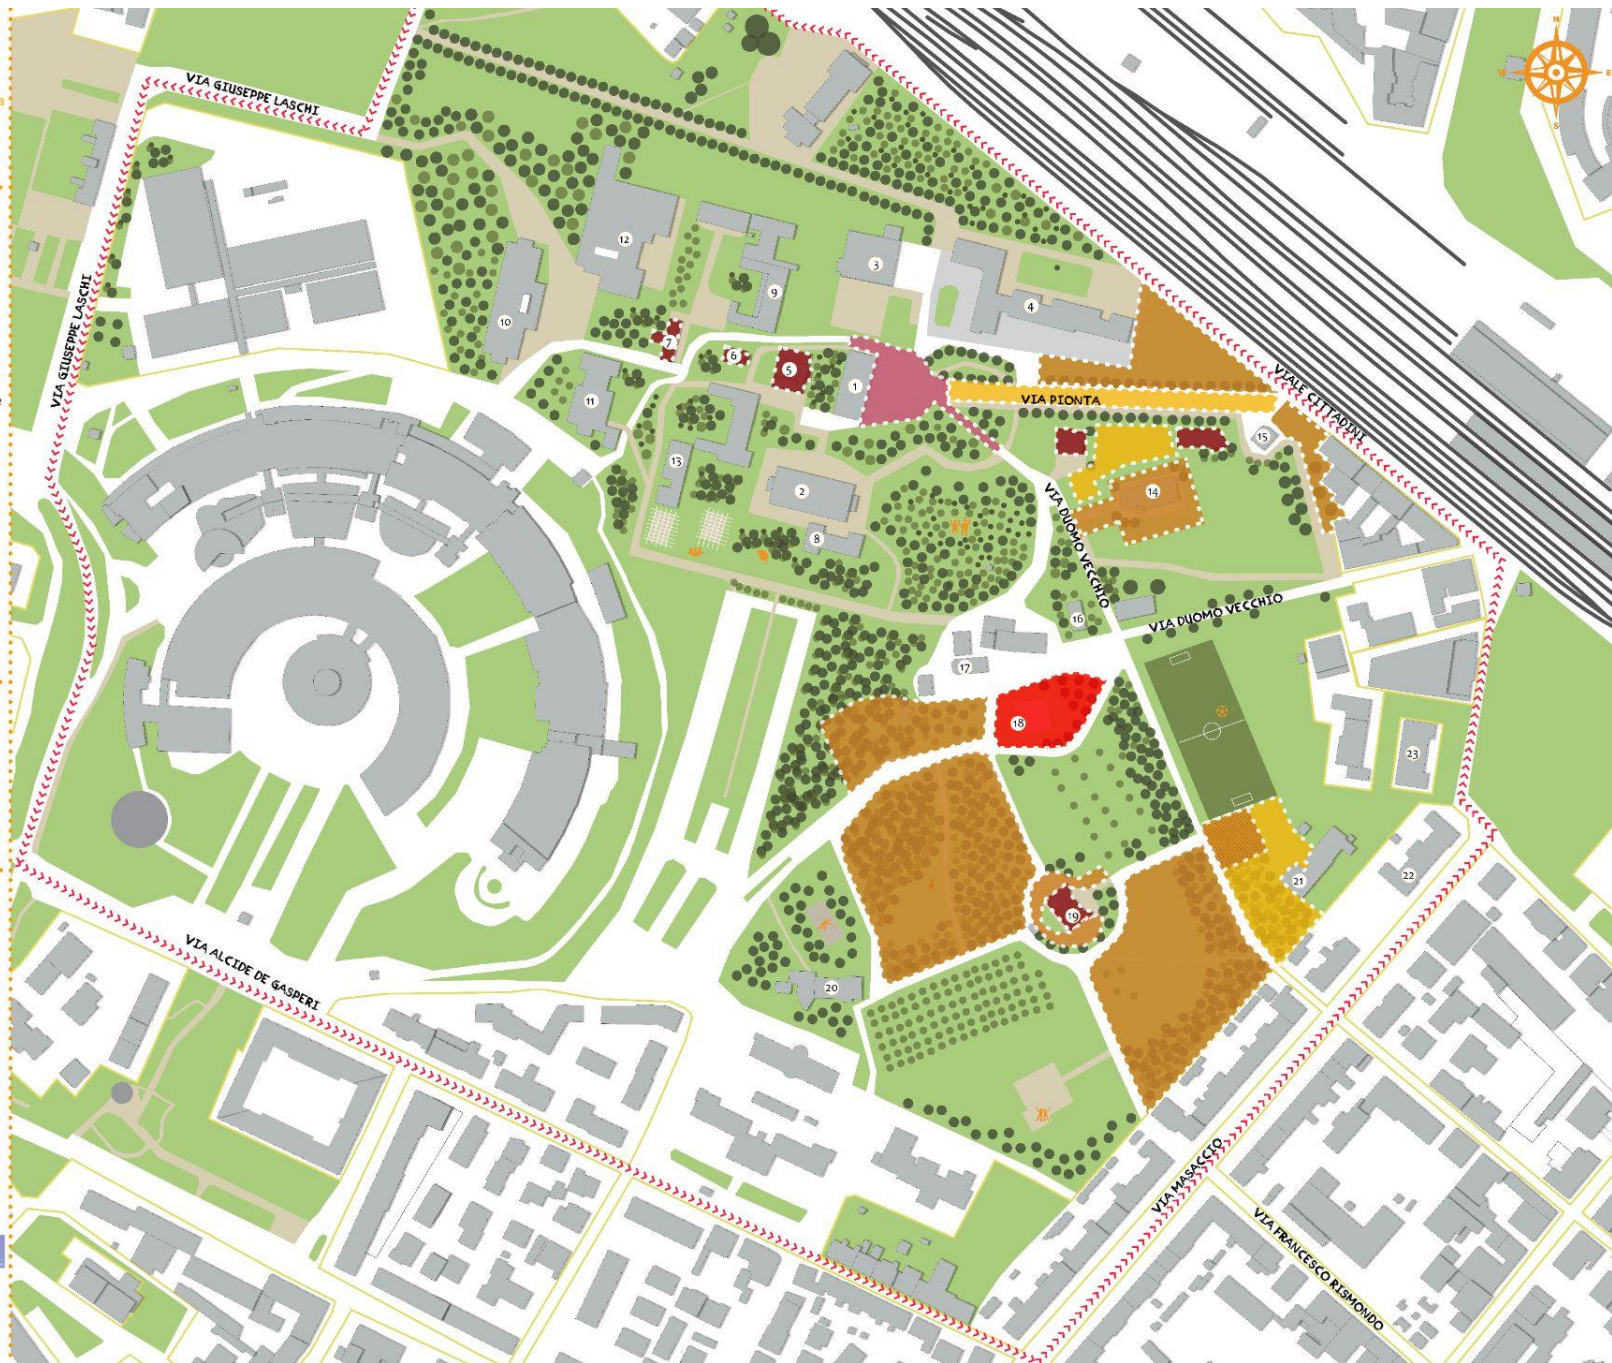 N
W
E
S
VIA GIUSEPPE LASCHI
12
3
9
4
10
VIA GIUSEPPE LASCHI
7
6
5
1
VIALE CITTADINI
11
VIA PIONTA
15
13
2
14
VIA DUOMO VECCHIO
8
16
VIA DUOMO VECCHIO
17
18
23
21
22
19
VIA ALCIDE DE GASPERI
20
VIA MASACCIO
VIA FRANCESCO RISMONDO